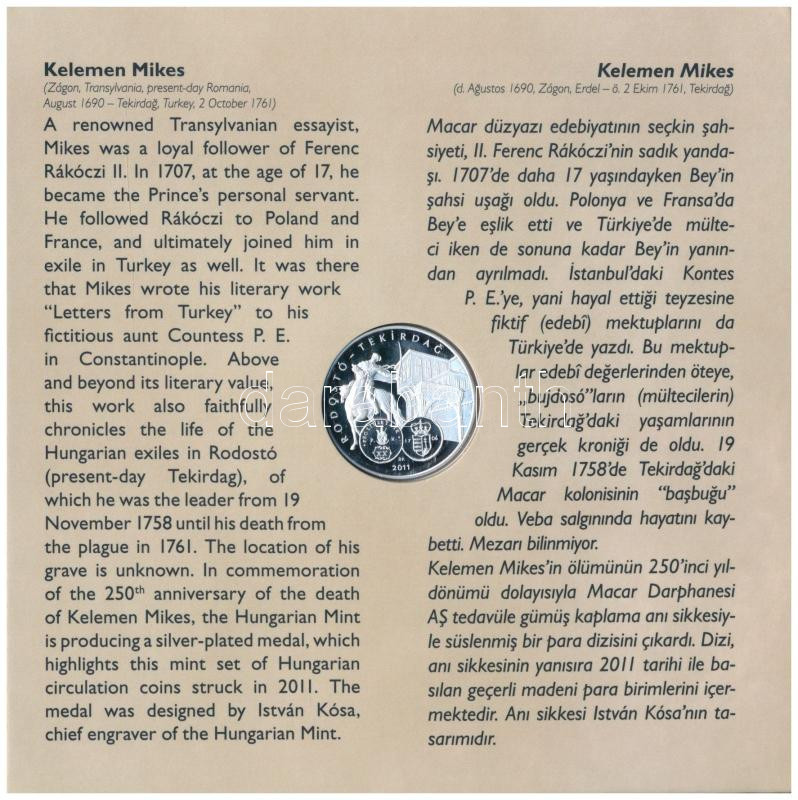 Kelemen Mikes
(Zágon, Transylvania, present-day Romania,
August 1690 – Tekirdağ, Turkey, 2 October 1761)
A renowned Transylvanian essayist,
Mikes was a loyal follower of Ferenc
Rákóczi II. In 1707, at the age of 17, he
became the Prince's personal servant.
He followed Rákóczi to Poland and
France, and ultimately joined him in
exile in Turkey as well. It was there
that Mikes wrote his literary work
“Letters from Turkey” to his
fictitious aunt Countess P. E.
in Constantinople. Above
and beyond its literary value,
this work also faithfully
chronicles the life of the
Hungarian exiles in Rodostó
(present-day Tekirdag), of
which he was the leader from 19
November 1758 until his death from
the plague in 1761. The location of his
grave is unknown. In commemoration
of the 250th anniversary of the death
of Kelemen Mikes, the Hungarian Mint
is producing a silver-plated medal, which
highlights this mint set of Hungarian
circulation coins struck in 2011. The
medal was designed by István Kósa,
chief engraver of the Hungarian Mint.
Kelemen Mikes
(d. Ağustos 1690, Zágon, Erdel – ö. 2 Ekim 1761, Tekirdağ)
Macar düzyazı edebiyatının seçkin şah-
siyeti, II. Ferenc Rákóczi'nin sadık yanda-
şı. 1707'de daha 17 yaşındayken Bey'in
şahsi uşağı oldu. Polonya ve Fransa'da
Bey'e eşlik etti ve Türkiye'de mülte-
ci iken de sonuna kadar Bey'in yanın-
dan ayrılmadı. İstanbul'daki Kontes
P. E.'ye, yani hayal ettiği teyzesine
fiktif (edebî) mektuplarını da
Türkiye'de yazdı. Bu mektup-
lar edebî değerlerinden öteye,
„bujdosó”ların (mültecilerin)
Tekirdağ'daki yaşamlarının
gerçek kroniği de oldu. 19
Kasım 1758'de Tekirdağ'daki
Macar kolonisinin “başbuğu”
oldu. Veba salgınında hayatını kay-
betti. Mezarı bilinmiyor.
Kelemen Mikes'in ölümünün 250'inci yıl-
dönümü dolayısıyla Macar Darphanesi
AŞ tedavüle gümüş kaplama anı sikkesiy-
le süslenmiş bir para dizisini çıkardı. Dizi,
anı sikkesinin yanısıra 2011 tarihi ile ba-
sılan geçerli madeni para birimlerini içer-
mektedir. Anı sikkesi István Kósa'nın ta-
sarımıdır.
RODOSTÓ - TEKİRDAĞ
2011
darabanth